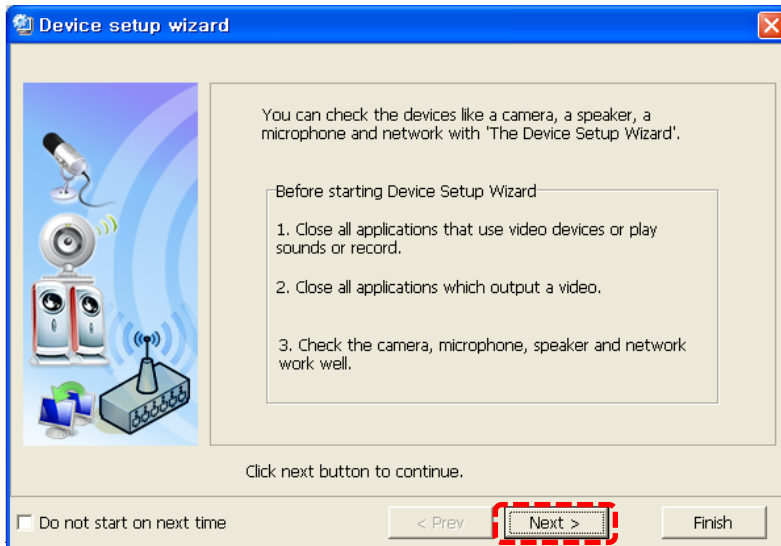 Device setup wizard
You can check the devices like a camera, a speaker, a
microphone and network with 'The Device Setup Wizard'.
Before starting Device Setup Wizard
1. Close all applications that use video devices or play
sounds or record.
2. Close all applications which output a video.
3. Check the camera, microphone, speaker and network
work well.
Click next button to continue.
Do not start on next time
< Prev
Next >
Finish